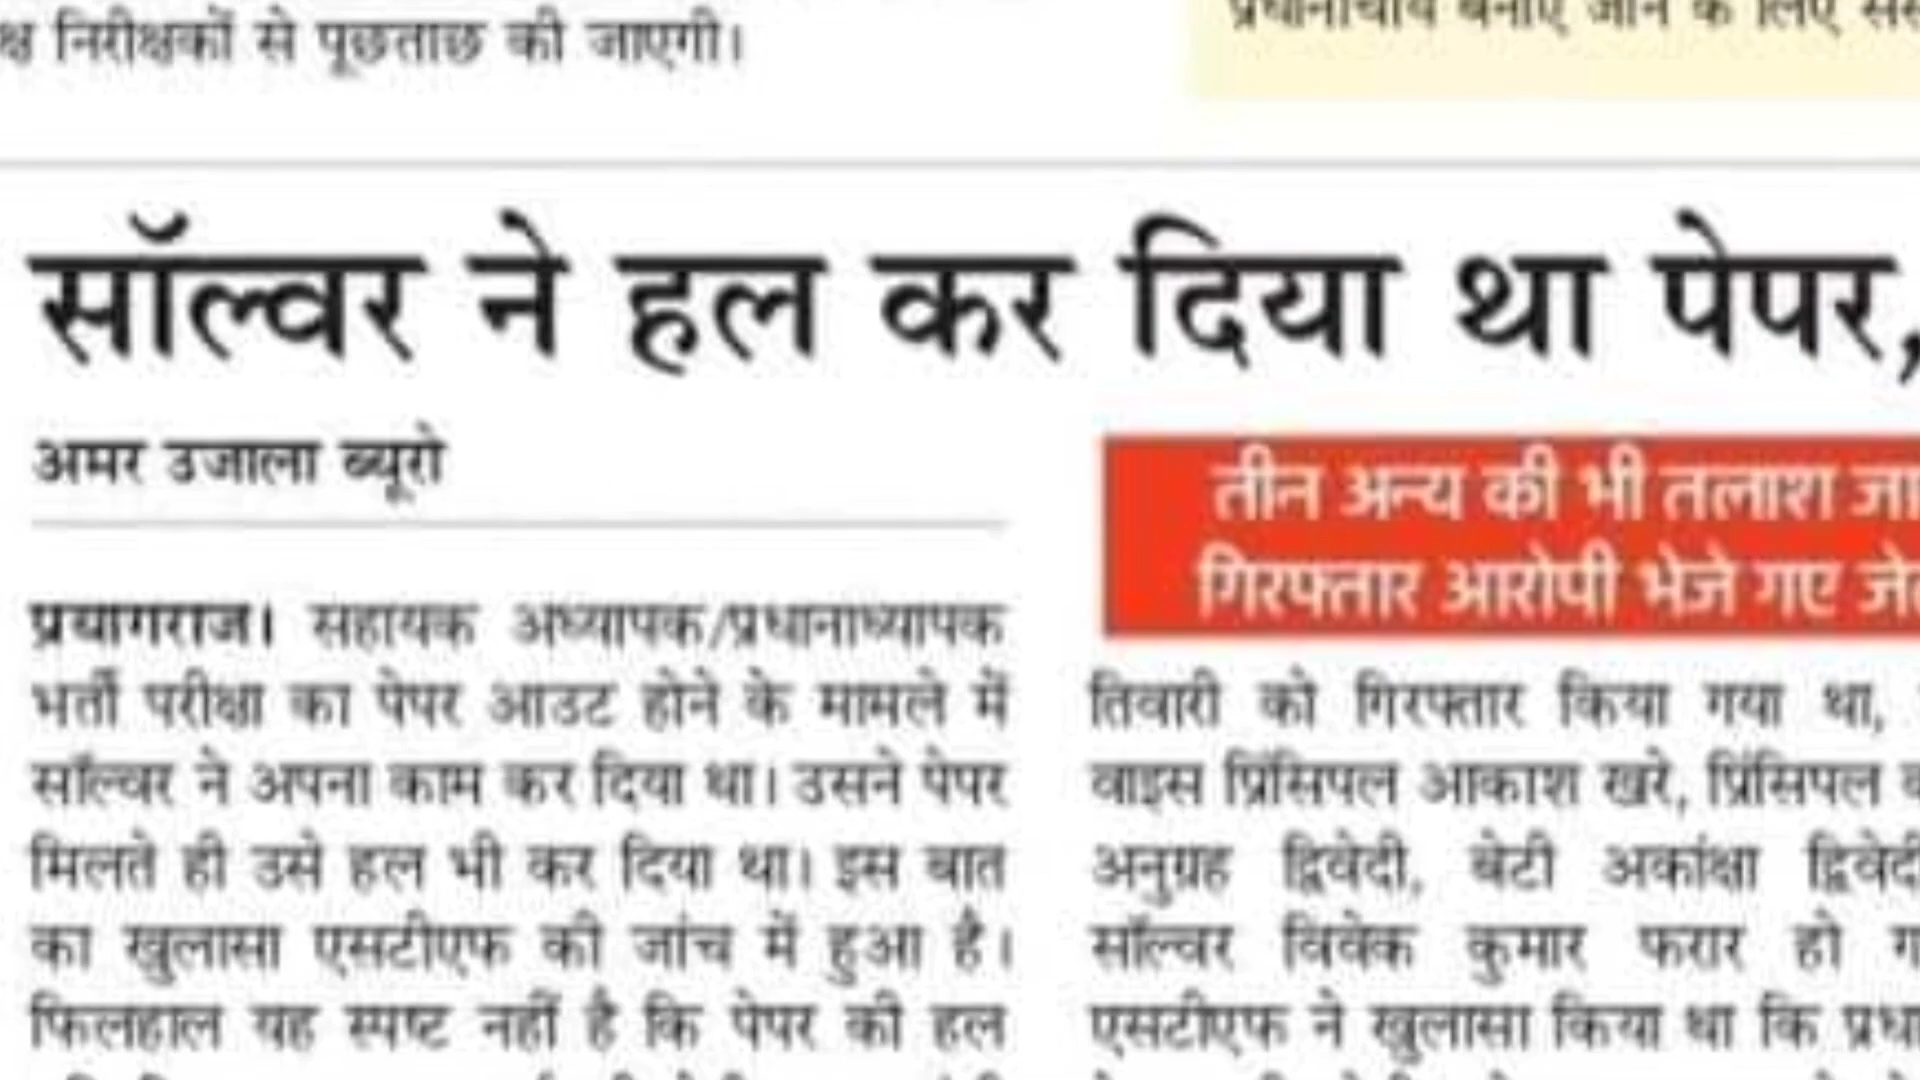 निरीक्षकों से पूछताछ की जाएगी।
प्रधानाचार्य बनाए जाने के लिए
सॉल्वर ने हल कर दिया था पेपर,
अमर उजाला ब्यूरो
प्रयागराज। सहायक अध्यापक/प्रधानाध्यापक
भर्ती परीक्षा का पेपर आउट होने के मामले में
सॉल्वर ने अपना काम कर दिया था। उसने पेपर
मिलते ही उसे हल भी कर दिया था। इस बात
का खुलासा एसटीएफ की जांच में हुआ है।
फिलहाल यह स्पष्ट नहीं है कि पेपर की हल
तीन अन्य की भी तलाश
गिरफ्तार आरोपी भेजे गए
तिवारी को गिरफ्तार किया गया था,
वाइस प्रिंसिपल आकाश खरे, प्रिंसिपल
अनुग्रह द्विवेदी, बेटी अकांक्षा द्विवेदी
सॉल्वर विवेक कुमार फरार हो
एसटीएफ ने खुलासा किया था कि